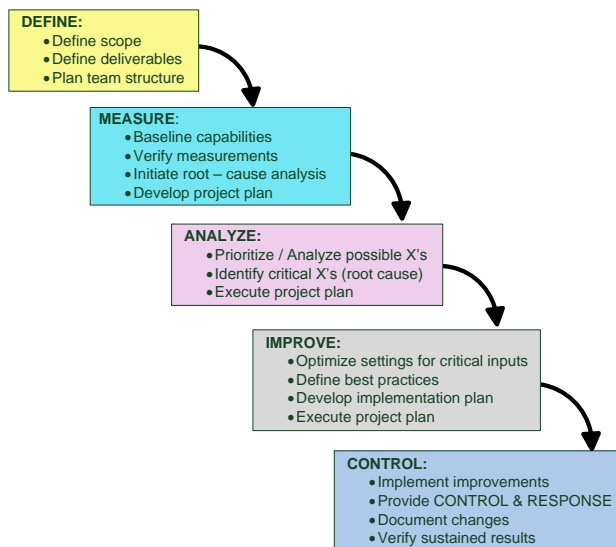 DEFINE:
•Define scope
•Define deliverables
•Plan team structure
MEASURE:
•Baseline capabilities
•Verify measurements
•Initiate root – cause analysis
•Develop project plan
ANALYZE:
•Prioritize / Analyze possible X's
•Identify critical X's (root cause)
•Execute project plan
IMPROVE:
•Optimize settings for critical inputs
•Define best practices
•Develop implementation plan
•Execute project plan
CONTROL:
•Implement improvements
•Provide CONTROL & RESPONSE
•Document changes
•Verify sustained results